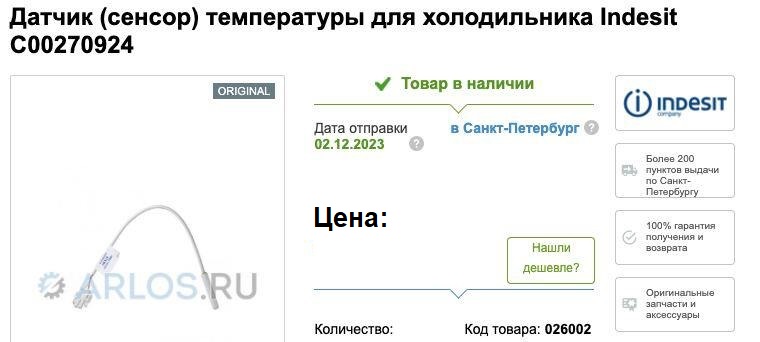 Датчик (сенсор) температуры для холодильника Indesit
C00270924
ORIGINAL
ARLOS.RU
Товар в наличии
Дата отправки
в Санкт-Петербург ?
02.12.2023 ?
Цена:
Нашли
дешевле?
Количество:
Код товара: 026002
INDESIT
company
Более 200
пунктов выдачи
по Санкт-
Петербургу
100% гарантия
получения и
возврата
Оригинальные
запчасти и
аксессуары